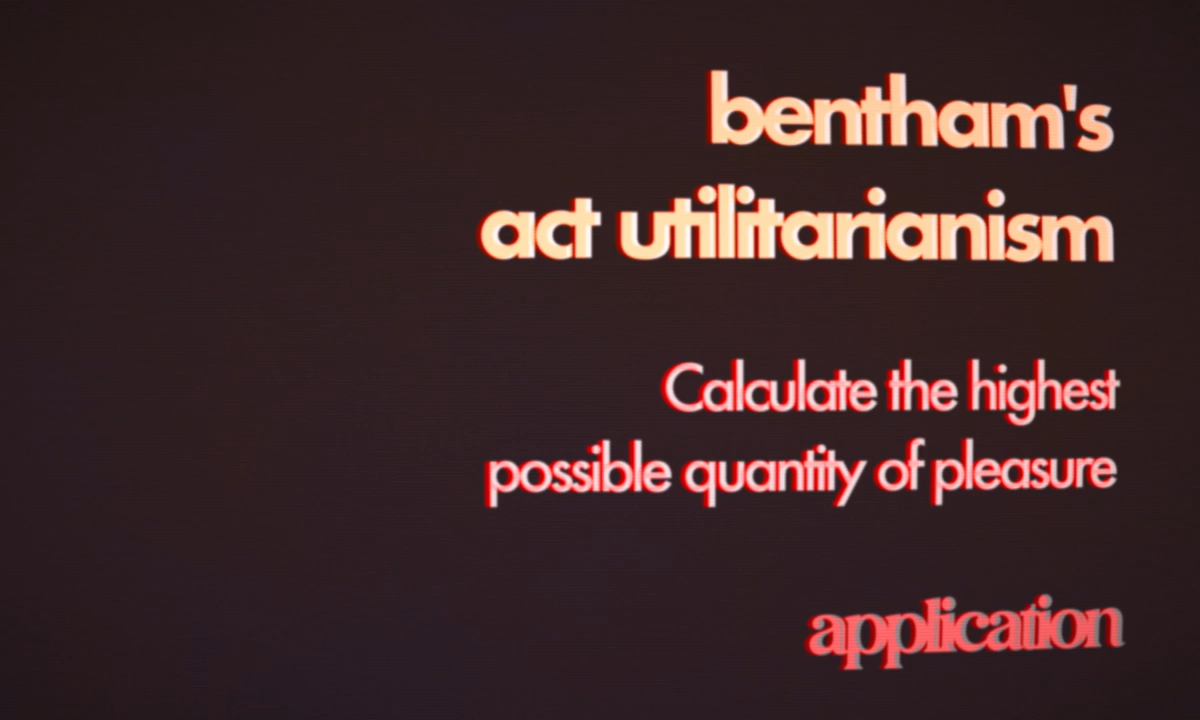 bentham's
act utilitarianism
Calculate the highest
possible quantity of pleasure
application